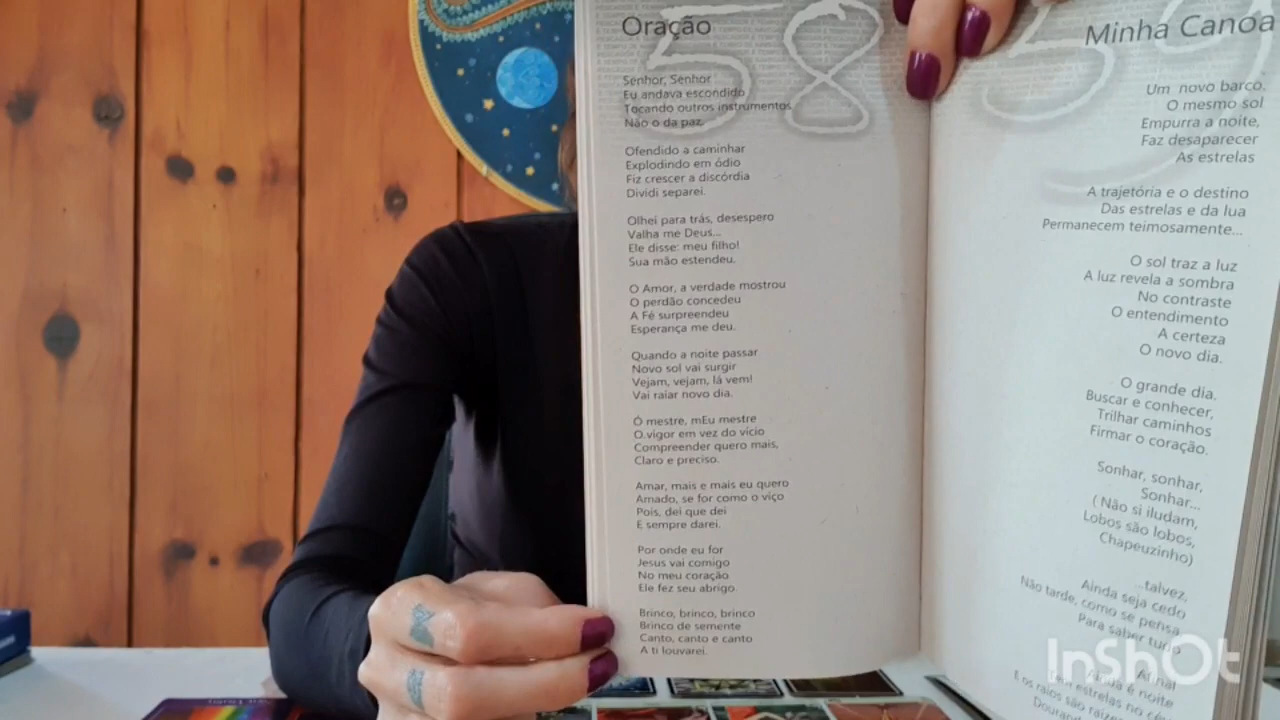 58
Oração
Senhor, Senhor
Eu andava escondido
Tocando outros instrumentos
Não o da paz.
Ofendido a caminhar
Explodindo em ódio
Fiz crescer a discórdia
Dividi separei.
Olhei para trás, desespero
Valha me Deus...
Ele disse: meu filho!
Sua mão estendeu.
O Amor, a verdade mostrou
O perdão concedeu
A Fé surpreendeu
Esperança me deu.
Quando a noite passar
Novo sol vai surgir
Vejam, vejam, lá vem!
Vai raiar novo dia.
Ó mestre, mEu mestre
O vigor em vez do vício
Compreender quero mais,
Claro e preciso.
Amar, mais e mais eu quero
Amado, se for como o viço
Pois, dei que dei
E sempre darei.
Por onde eu for
Jesus vai comigo
No meu coração
Ele fez seu abrigo.
Brinco, brinco, brinco
Brinco de semente
Canto, canto e canto
A ti louvarei.
59
Minha Canoa
Um novo barco.
O mesmo sol
Empurra a noite,
Faz desaparecer
As estrelas
A trajetória e o destino
Das estrelas e da lua
Permanecem teimosamente...
O sol traz a luz
A luz revela a sombra
No contraste
O entendimento
A certeza
O novo dia.
O grande dia.
Buscar e conhecer,
Trilhar caminhos
Firmar o coração.
Sonhar, sonhar,
Sonhar...
( Não si iludam,
Lobos são lobos,
Chapeuzinho)
...talvez,
Ainda seja cedo
Não tarde, como se pensa
Para saber tudo
Afinal
é noite
E os raios são raízes
InShOt